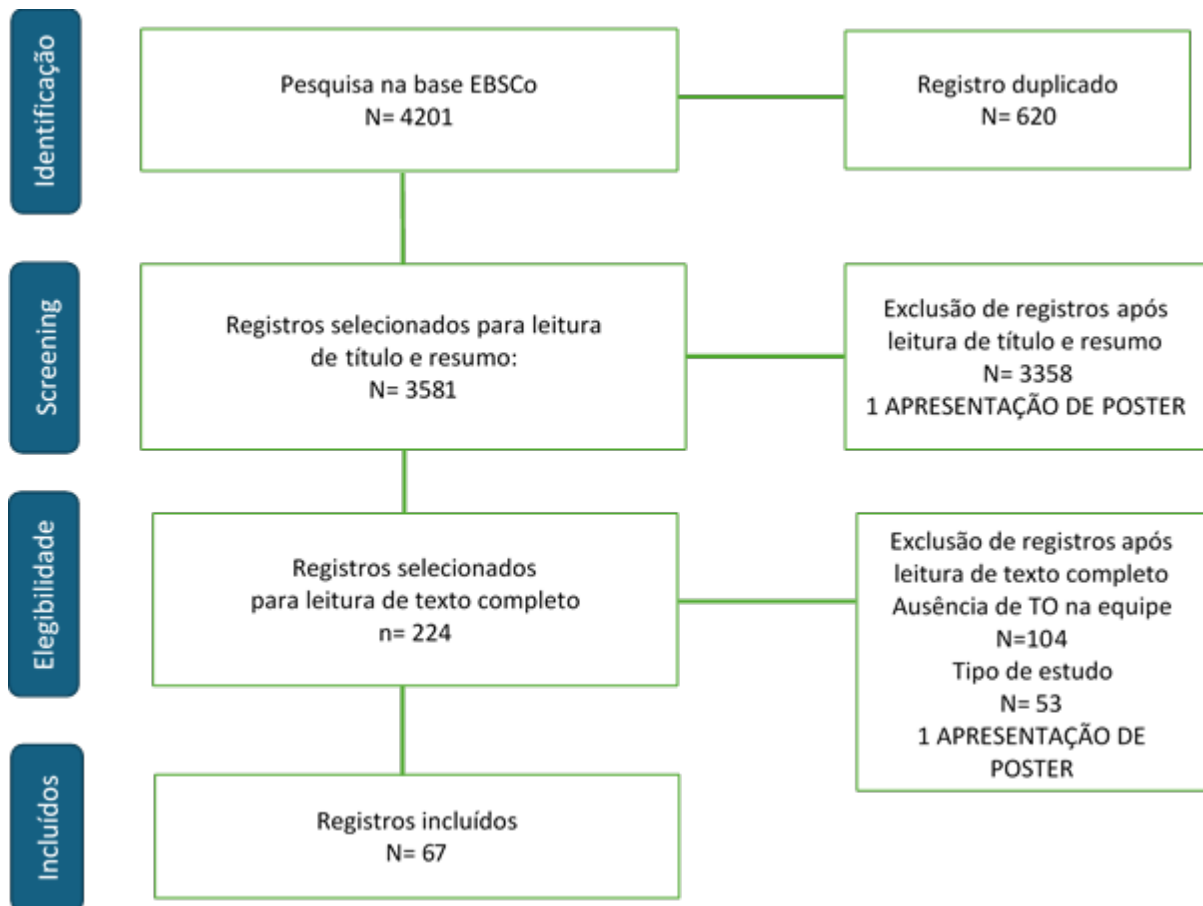 Identificação
Pesquisa na base EBSCo
N= 4201
Registro duplicado
N= 620
Screening
Registros selecionados para leitura
de título e resumo:
N= 3581
Exclusão de registros após
leitura de título e resumo
N= 3358
1 APRESENTAÇÃO DE POSTER
Elegibilidade
Registros selecionados
para leitura de texto completo
n= 224
Exclusão de registros após
leitura de texto completo
Ausência de TO na equipe
N=104
Tipo de estudo
N= 53
1 APRESENTAÇÃO DE
POSTER
Incluídos
Registros incluídos
N= 67